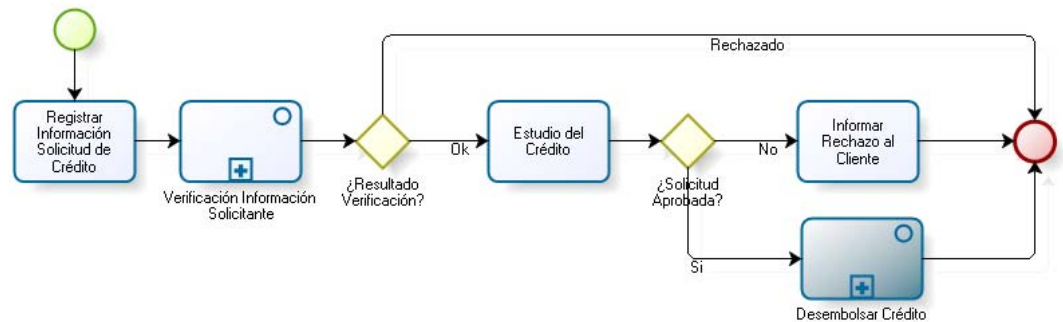 Rechazado
Registrar
Información
Solicitud de
Crédito
Verificación Información
Solicitante
¿Resultado
Verificación?
Ok
Estudio del
Crédito
¿Solicitud
Aprobada?
No
Informar
Rechazo al
Cliente
Si
Desembolsar Crédito